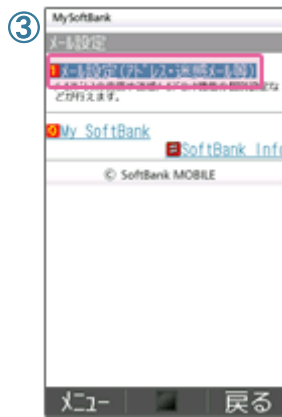 ③
MySoftBank
メール設定
1 メール設定(アドレス・迷惑メール等)
どが行えます。
0 My SoftBank
# SoftBank Info
© SoftBank MOBILE
メニュー 戻る